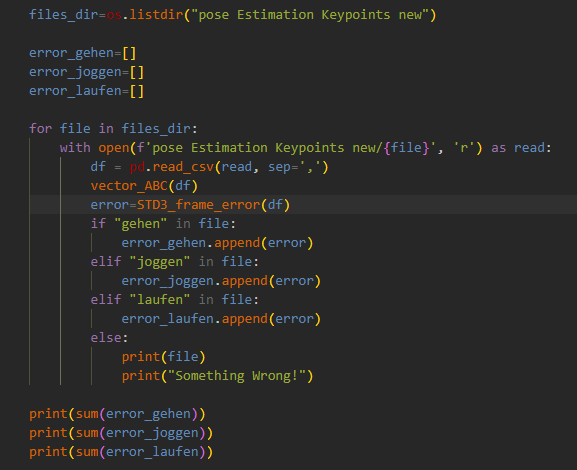 files_dir=os.listdir("pose Estimation Keypoints new")
error_gehen=[]
error_joggen=[]
error_laufen=[]
for file in files_dir:
    with open(f'pose Estimation Keypoints new/{file}', 'r') as read:
        df = pd.read_csv(read, sep=',')
        vector_ABC(df)
        error=STD3_frame_error(df)
        if "gehen" in file:
            error_gehen.append(error)
        elif "joggen" in file:
            error_joggen.append(error)
        elif "laufen" in file:
            error_laufen.append(error)
        else:
            print(file)
            print("Something Wrong!")
print(sum(error_gehen))
print(sum(error_joggen))
print(sum(error_laufen))